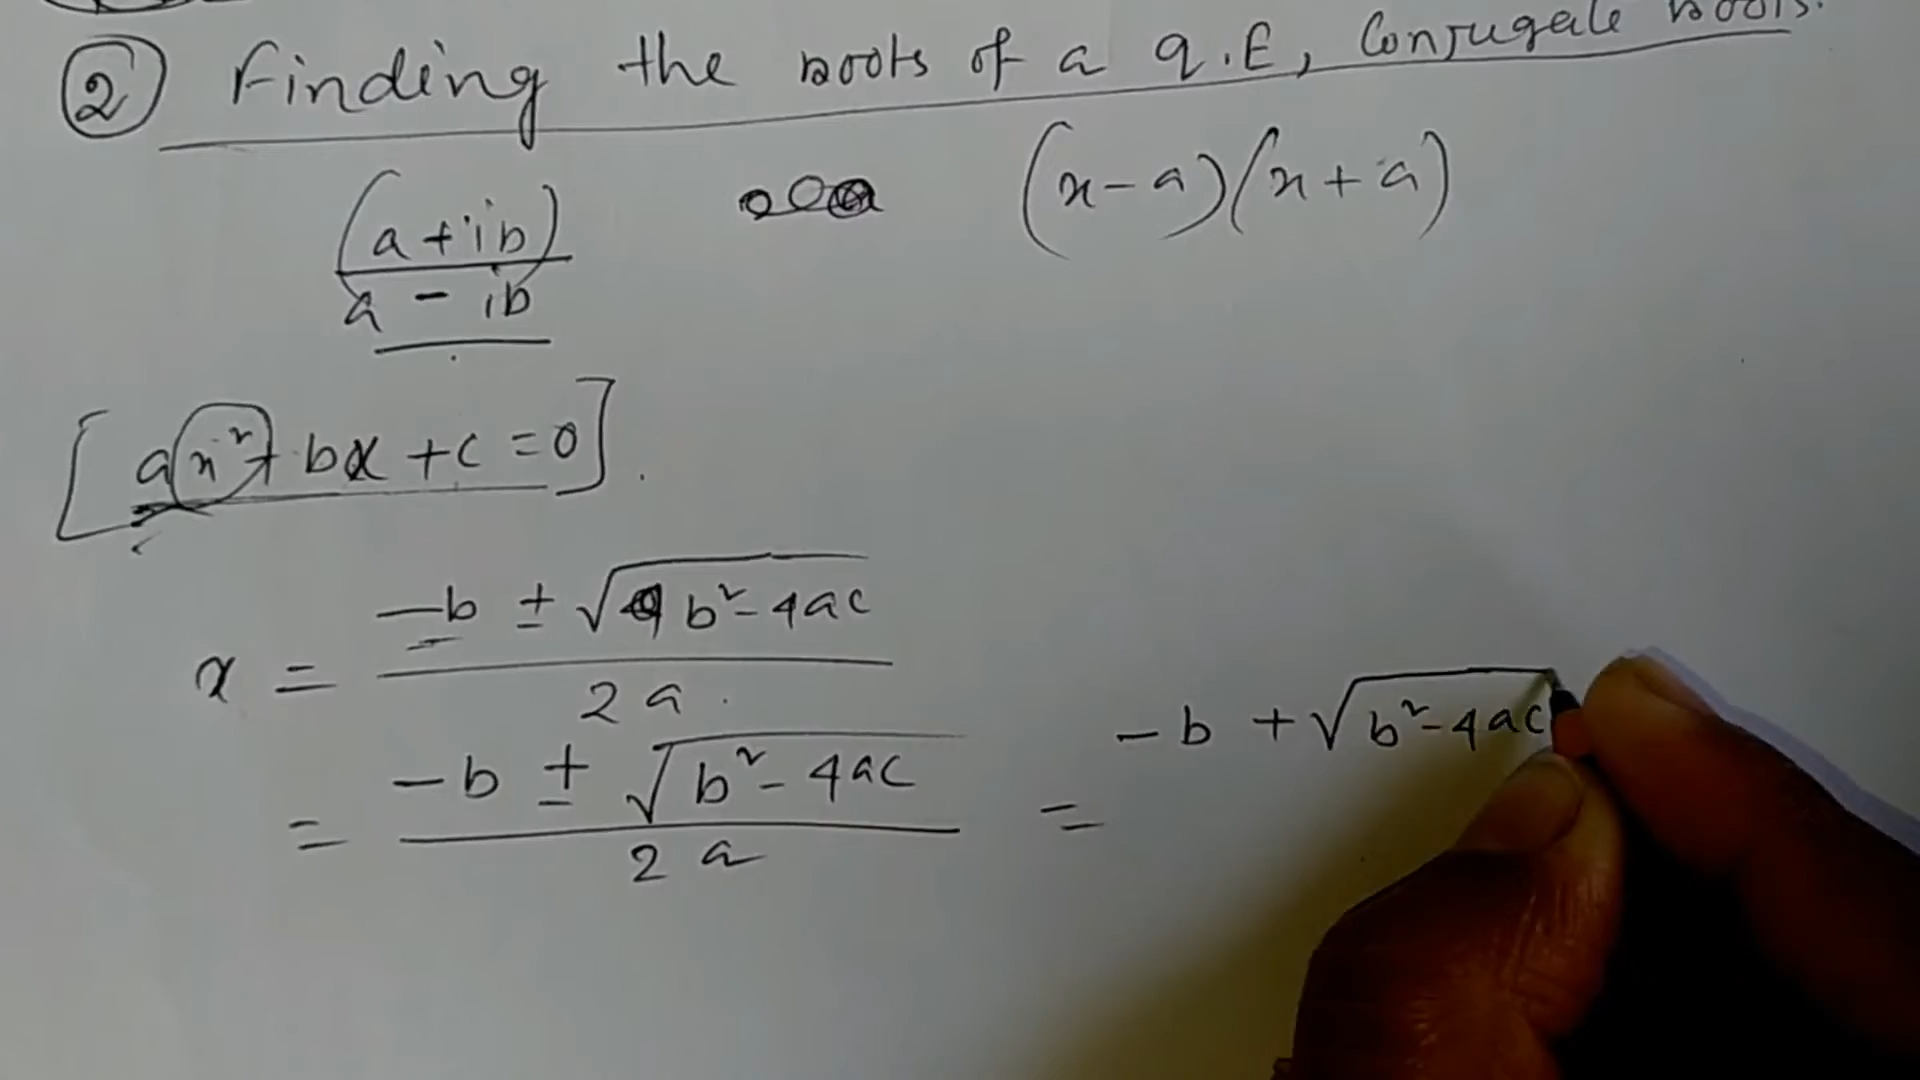 ② Finding the roots of a q.E, Conjugate roots.
(a + ib)
a - ib
(x - a)(x + a)
[ax² + bx + c = 0].
x = -b ± √b² - 4ac / 2a.
= -b ± √b² - 4ac / 2a = -b + √b² - 4ac